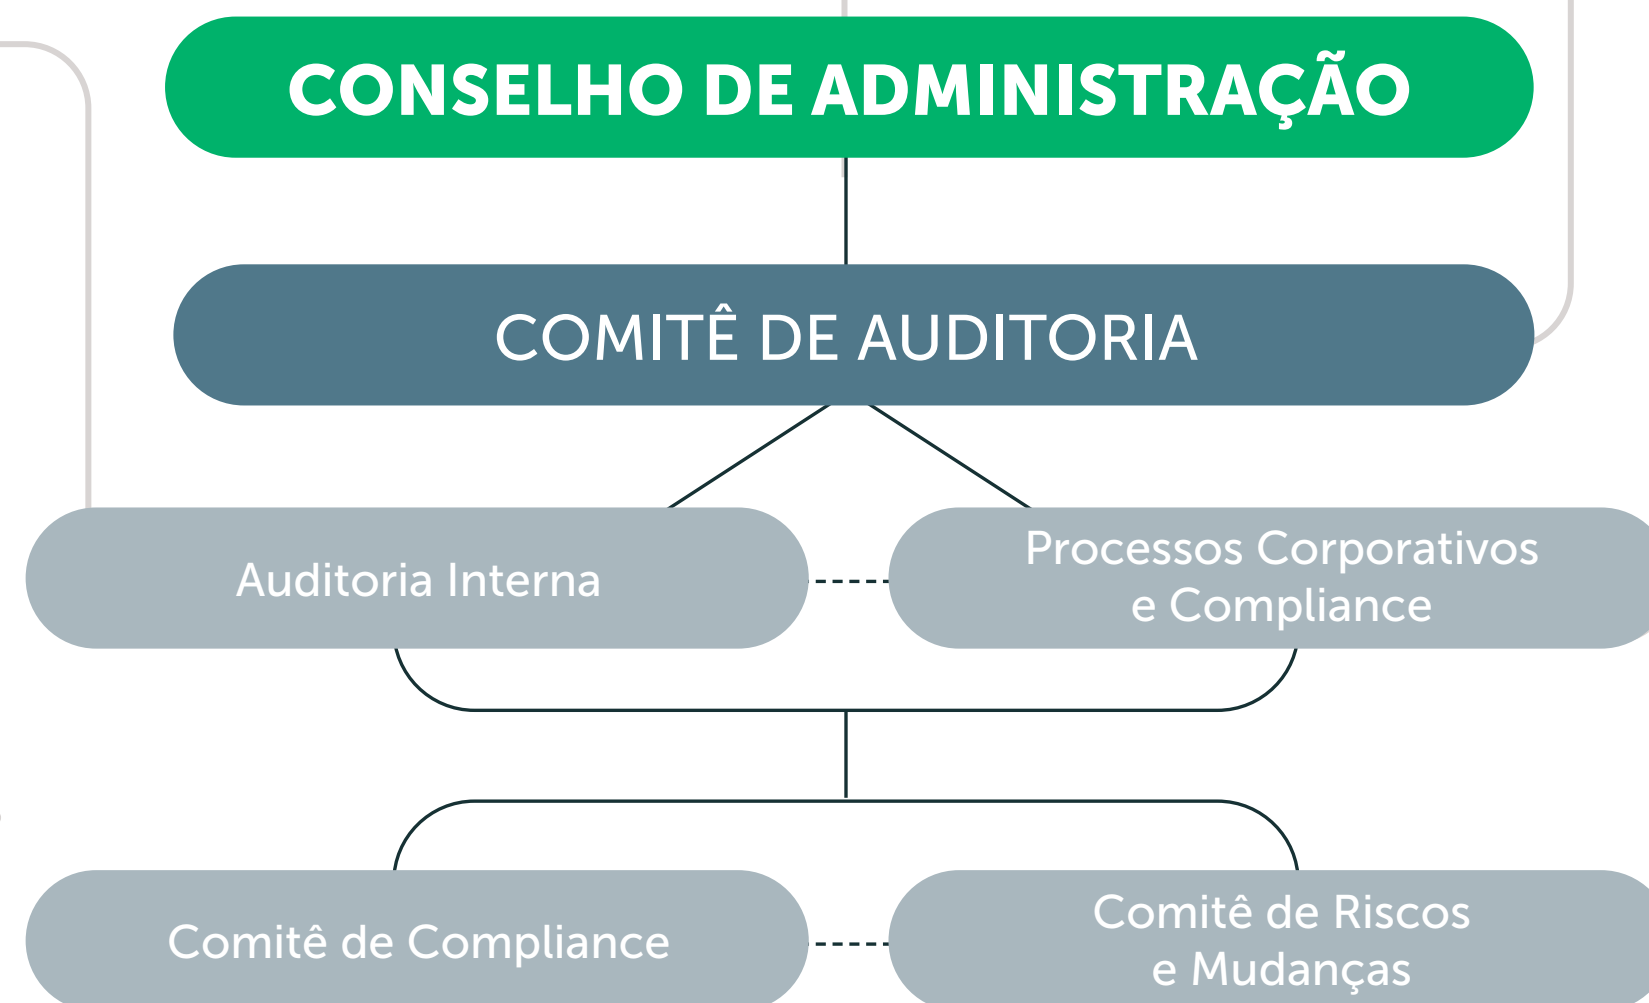 CONSELHO DE ADMINISTRAÇÃO
COMITÊ DE AUDITORIA
Auditoria Interna
Processos Corporativos
e Compliance
Comitê de Compliance
Comitê de Riscos
e Mudanças